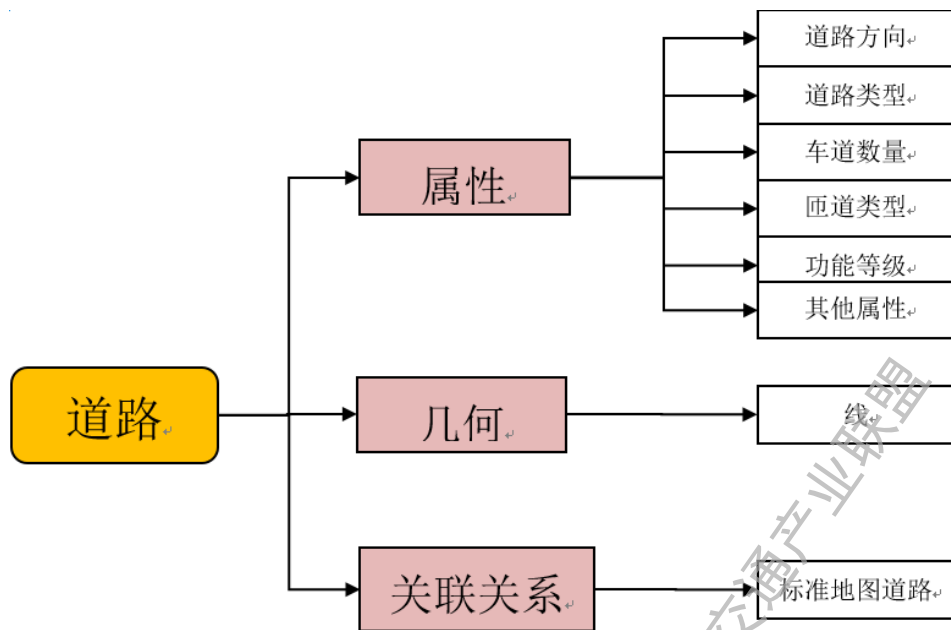 道路方向
道路类型
车道数量
属性
匝道类型
功能等级
其他属性
道路
几何
线
关联关系
标准地图道路
交通产业联盟